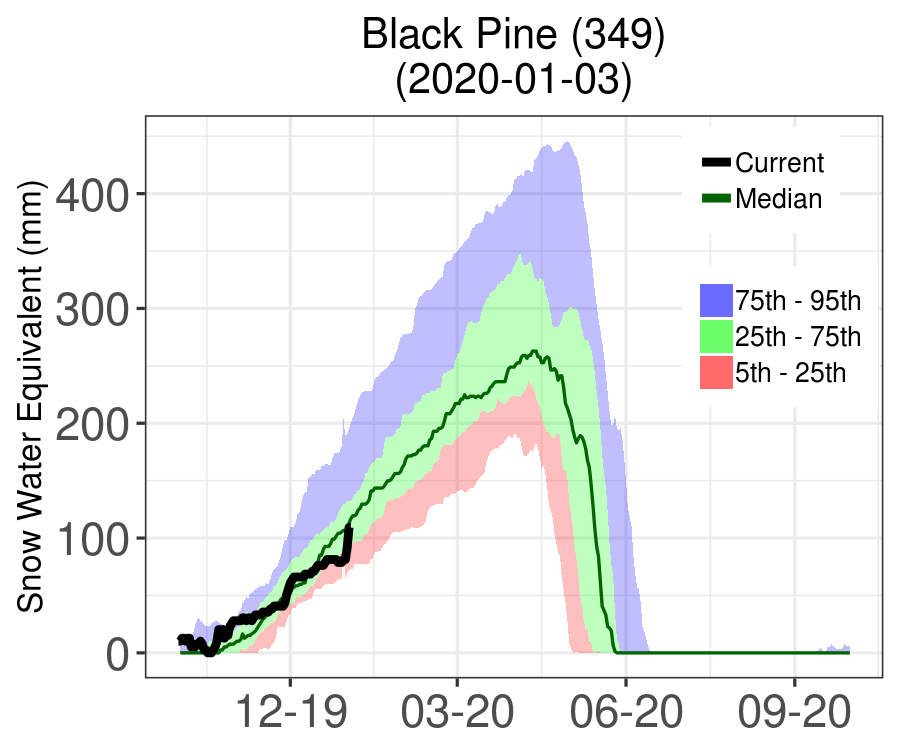 Black Pine (349)
(2020-01-03)
Snow Water Equivalent (mm)
400
300
200
100
0
12-19
03-20
06-20
09-20
Current
Median
75th - 95th
25th - 75th
5th - 25th